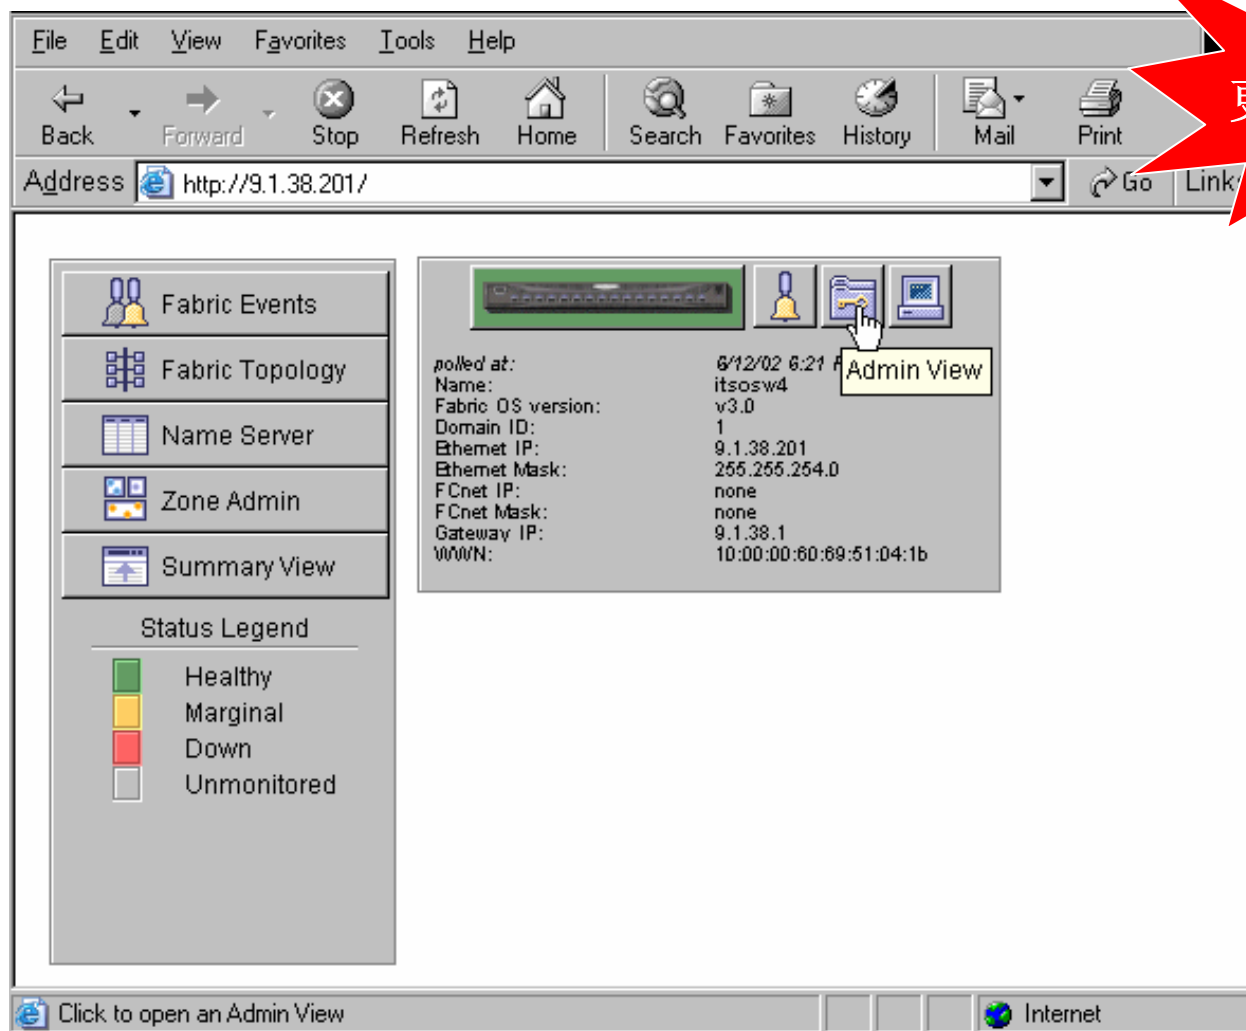 File Edit View Favorites Tools Help
Back Forward Stop Refresh Home Search Favorites History Mail Print
Address http://9.1.38.201/ Go
Fabric Events
Fabric Topology
Name Server
Zone Admin
Summary View
Status Legend
Healthy
Marginal
Down
Unmonitored
polled at: 6/12/02 6:21
Name: itsosw4
Fabric OS version: v3.0
Domain ID: 1
Ethernet IP: 9.1.38.201
Ethernet Mask: 255.255.254.0
FCnet IP: none
FCnet Mask: none
Gateway IP: 9.1.38.1
WWN: 10:00:00:60:69:51:04:1b
Admin View
Click to open an Admin View
Internet